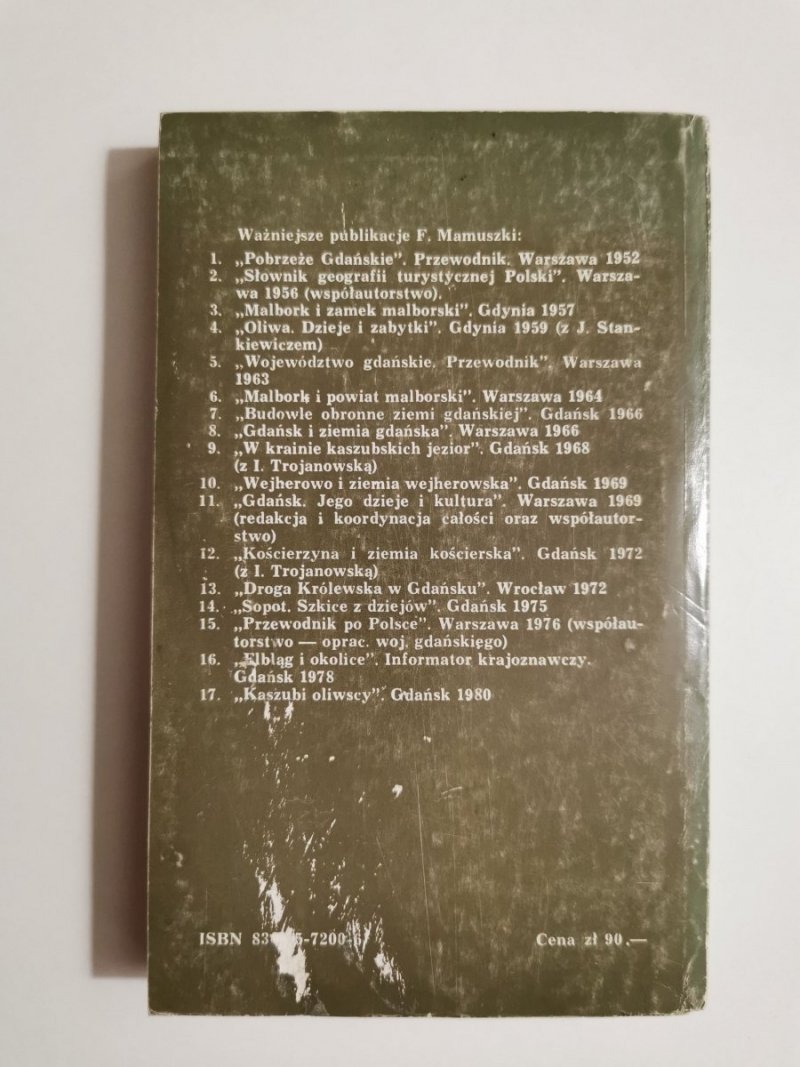 Ważniejsze publikacje F. Mamuszki:
1. „Pobrzeże Gdańskie". Przewodnik. Warszawa 1952
2. „Słownik geografii turystycznej Polski". Warsza-
wa 1956 (współautorstwo).
3. „Malbork i zamek malborski". Gdynia 1957
4. „Oliwa. Dzieje i zabytki". Gdynia 1959 (z J. Stan-
kiewiczem)
5. „Województwo gdańskie. Przewodnik". Warszawa
1963
6. „Malbork i powiat malborski". Warszawa 1964
7. „Budowle obronne ziemi gdańskiej". Gdańsk 1966
8. „Gdańsk i ziemia gdańska". Warszawa 1966
9. „W krainie kaszubskich jezior". Gdańsk 1968
(z I. Trojanowską)
10. „Wejherowo i ziemia wejherowska". Gdańsk 1969
11. „Gdańsk. Jego dzieje i kultura". Warszawa 1969
(redakcja i koordynacja całości oraz współautor-
stwo)
12. „Kościerzyna i ziemia kościerska". Gdańsk 1972
(z I. Trojanowską)
13. „Droga Królewska w Gdańsku". Wrocław 1972
14. „Sopot. Szkice z dziejów". Gdańsk 1975
15. „Przewodnik po Polsce". Warszawa 1976 (współau-
torstwo — oprac. woj. gdańskiego)
16. „Elbląg i okolice". Informator krajoznawczy.
Gdańsk 1978
17. „Kaszubi oliwscy". Gdańsk 1980
ISBN
Cena zł 90.—